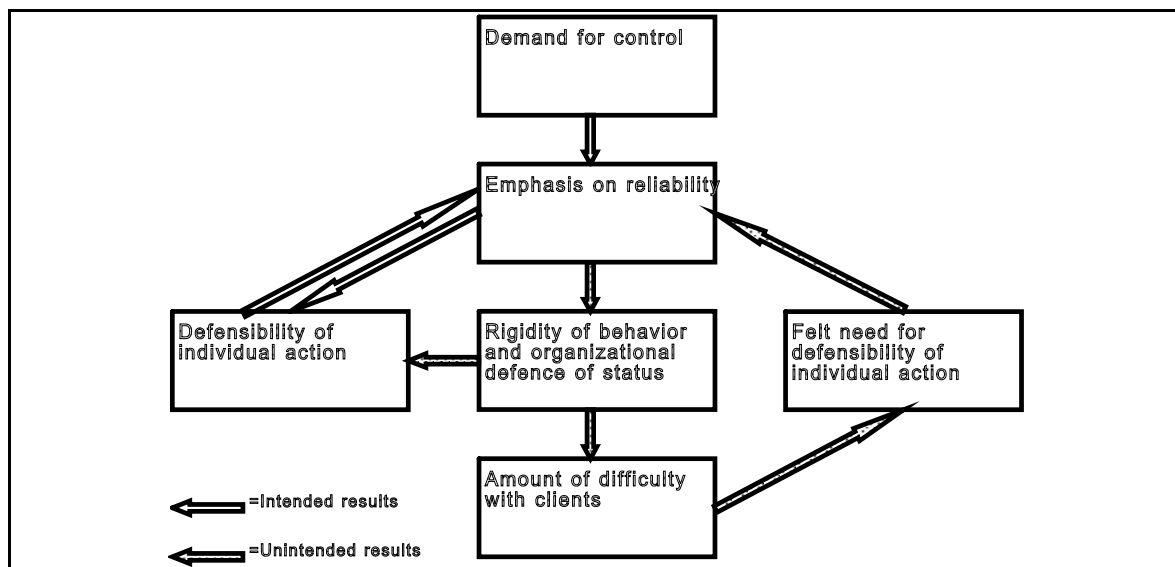 Demand for control
Emphasis on reliability
Defensibility of
individual action
Rigidity of behavior
and organizational
defence of status
Felt need for
defensibility of
individual action
Amount of difficulty
with clients
=Intended results
=Unintended results